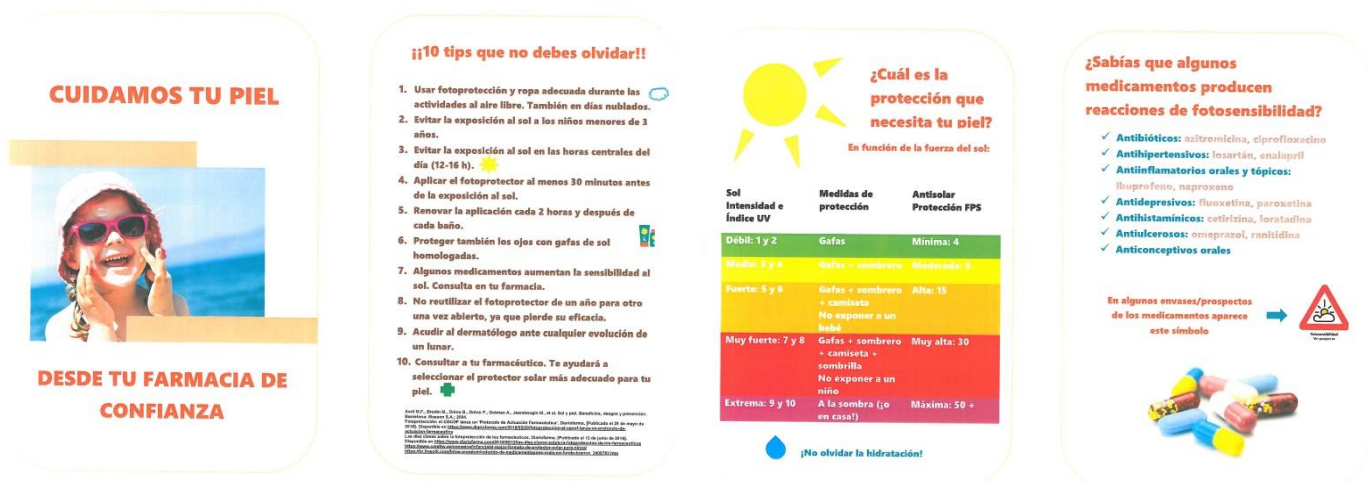 CUIDAMOS TU PIEL
DESDE TU FARMACIA DE
CONFIANZA
¡¡10 tips que no debes olvidar!!
1. Usar fotoprotección y ropa adecuada durante las
actividades al aire libre. También en días nublados.
2. Evitar la exposición al sol a los niños menores de 3
años.
3. Evitar la exposición al sol en las horas centrales del
día (12-16 h).
4. Aplicar el fotoprotector al menos 30 minutos antes
de la exposición al sol.
5. Renovar la aplicación cada 2 horas y después de
cada baño.
6. Proteger también los ojos con gafas de sol
homologadas.
7. Algunos medicamentos aumentan la sensibilidad al
sol. Consulta en tu farmacia.
8. No reutilizar el fotoprotector de un año para otro
una vez abierto, ya que pierde su eficacia.
9. Acudir al dermatólogo ante cualquier evolución de
un lunar.
10. Consultar a tu farmacéutico. Te ayudará a
seleccionar el protector solar más adecuado para tu
piel.
¿Cuál es la
protección que
necesita tu piel?
En función de la fuerza del sol:
Sol
Intensidad e
Índice UV
Medidas de
protección
Antisolar
Protección FPS
Débil: 1 y 2 Gafas Mínima: 4
Gafas + sombrero
Fuerte: 5 y 6 Gafas + sombrero Alta: 15
+ camiseta
No exponer a un
bebé
Muy fuerte: 7 y 8 Gafas + sombrero Muy alta: 30
+ camiseta +
sombrilla
No exponer a un
niño
Extrema: 9 y 10 A la sombra (¡o Máxima: 50 +
en casa!)
¡No olvidar la hidratación!
¿Sabías que algunos
medicamentos producen
reacciones de fotosensibilidad?
✓ Antibióticos: azitromicina, ciprofloxacino
✓ Antihipertensivos: losartán, enalapril
✓ Antiinflamatorios orales y tópicos:
ibuprofeno, naproxeno
✓ Antidepresivos: fluoxetina, paroxetina
✓ Antihistamínicos: cetirizina, loratadina
✓ Antiulcerosos: omeprazol, ranitidina
✓ Anticonceptivos orales
En algunos envases/prospectos
de los medicamentos aparece
este símbolo
Fotosensibilidad
Ver prospecto